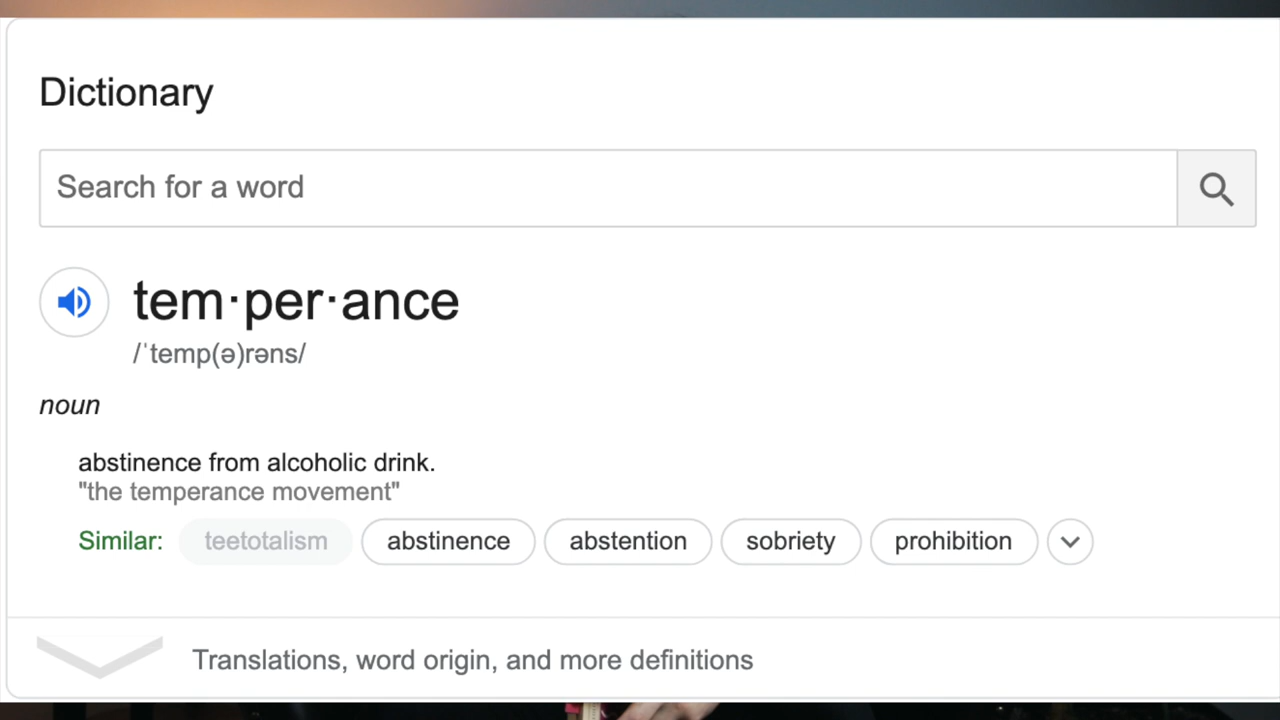 Dictionary
Search for a word
tem·per·ance
/ˈtemp(ə)rəns/
noun
abstinence from alcoholic drink.
"the temperance movement"
Similar: teetotalism abstinence abstention sobriety prohibition
Translations, word origin, and more definitions